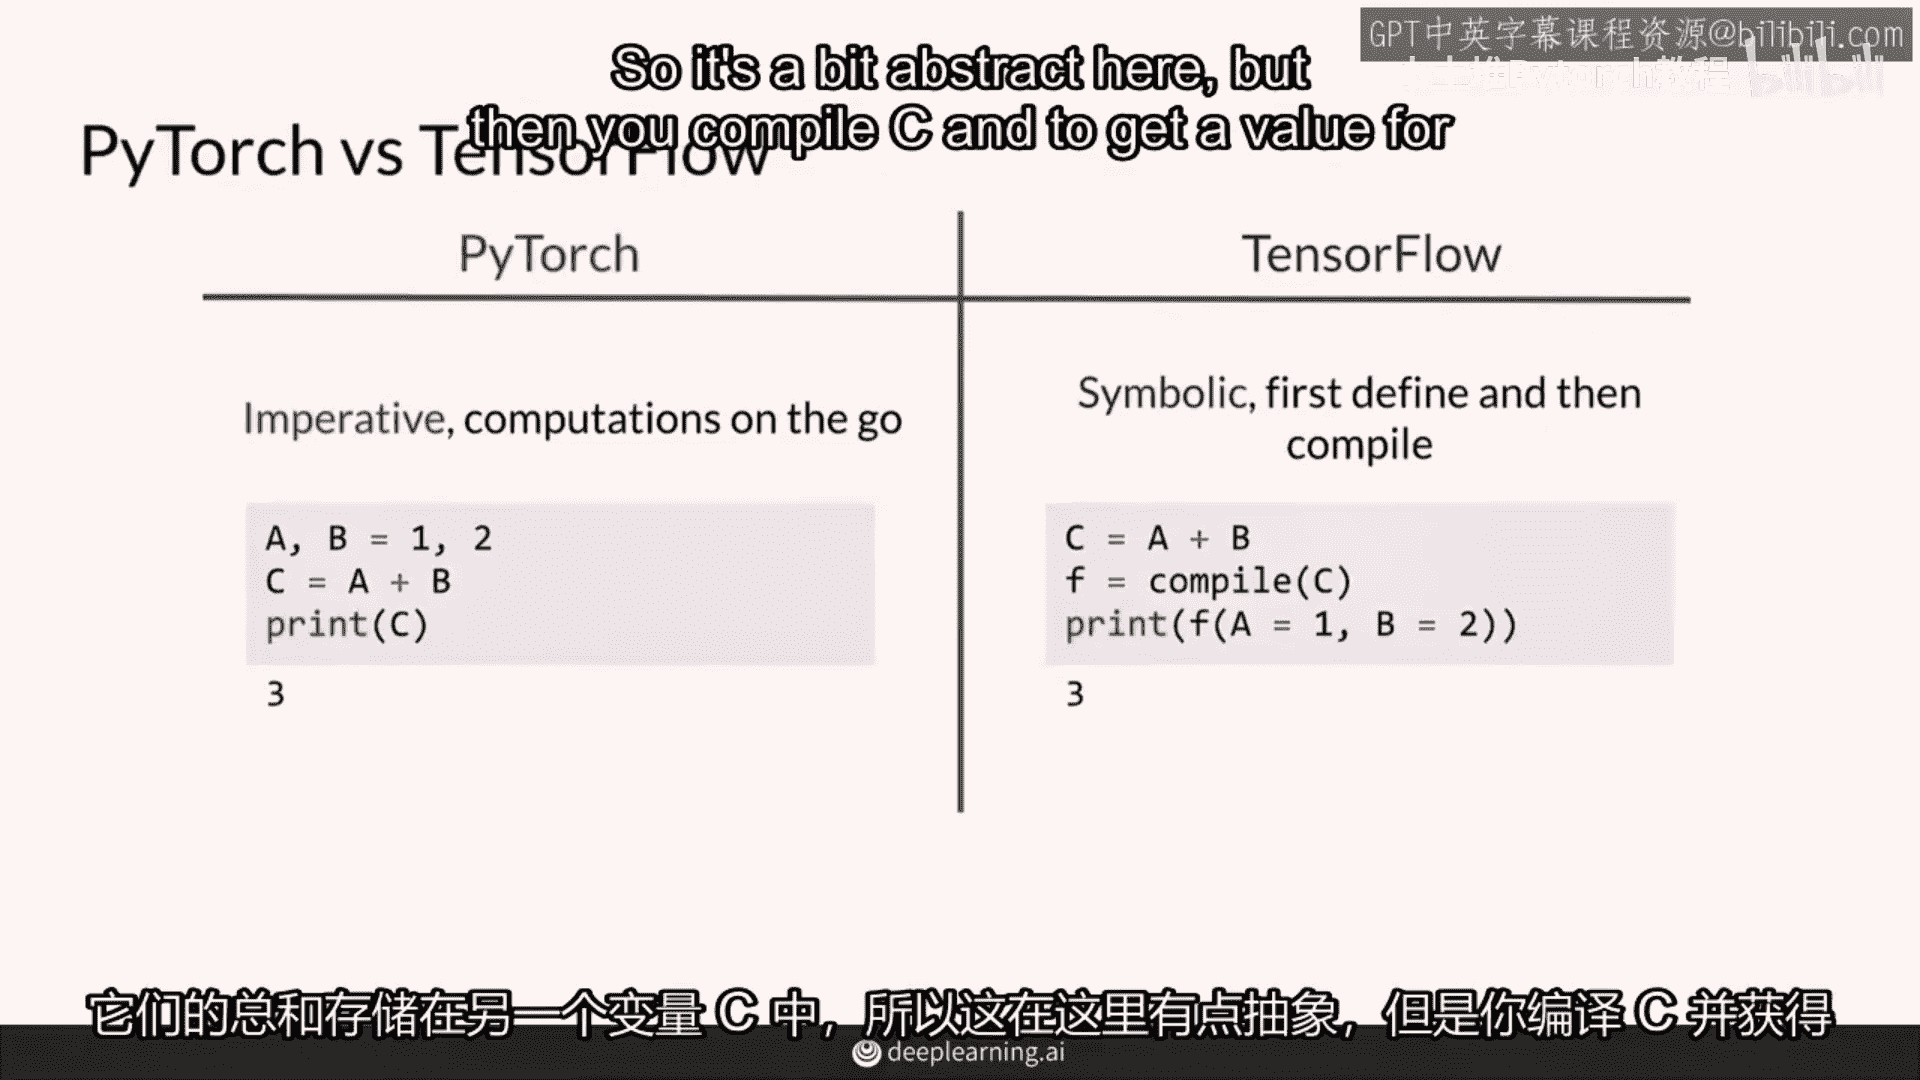 GPT中英字幕课程资源@bilibili.com
So it's a bit abstract here, but
then you compile C and to get a value for
PyTorch vs TensorFlow
PyTorch
TensorFlow
Imperative, computations on the go
A, B = 1, 2
C = A + B
print(C)
3
Symbolic, first define and then
compile
C = A + B
f = compile(C)
print(f(A = 1, B = 2))
3
它们的总和存储在另一个变量 C 中，所以这在这里有点抽象，但是你编译 C 并获得
deeplearning.ai